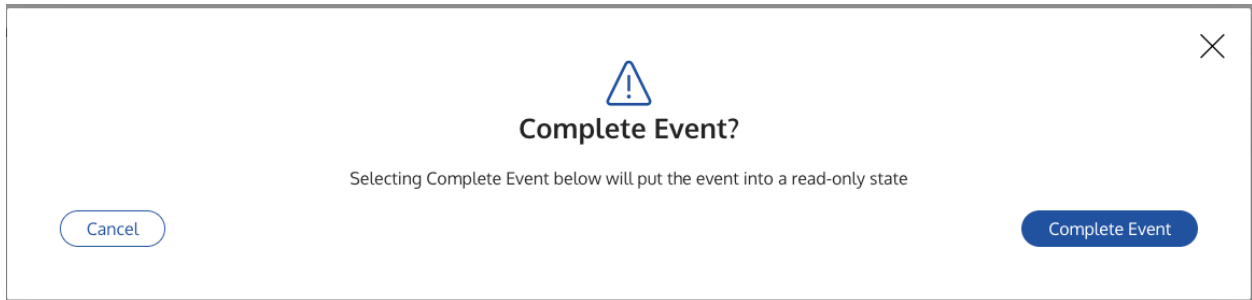 Complete Event?
Selecting Complete Event below will put the event into a read-only state
Cancel
Complete Event